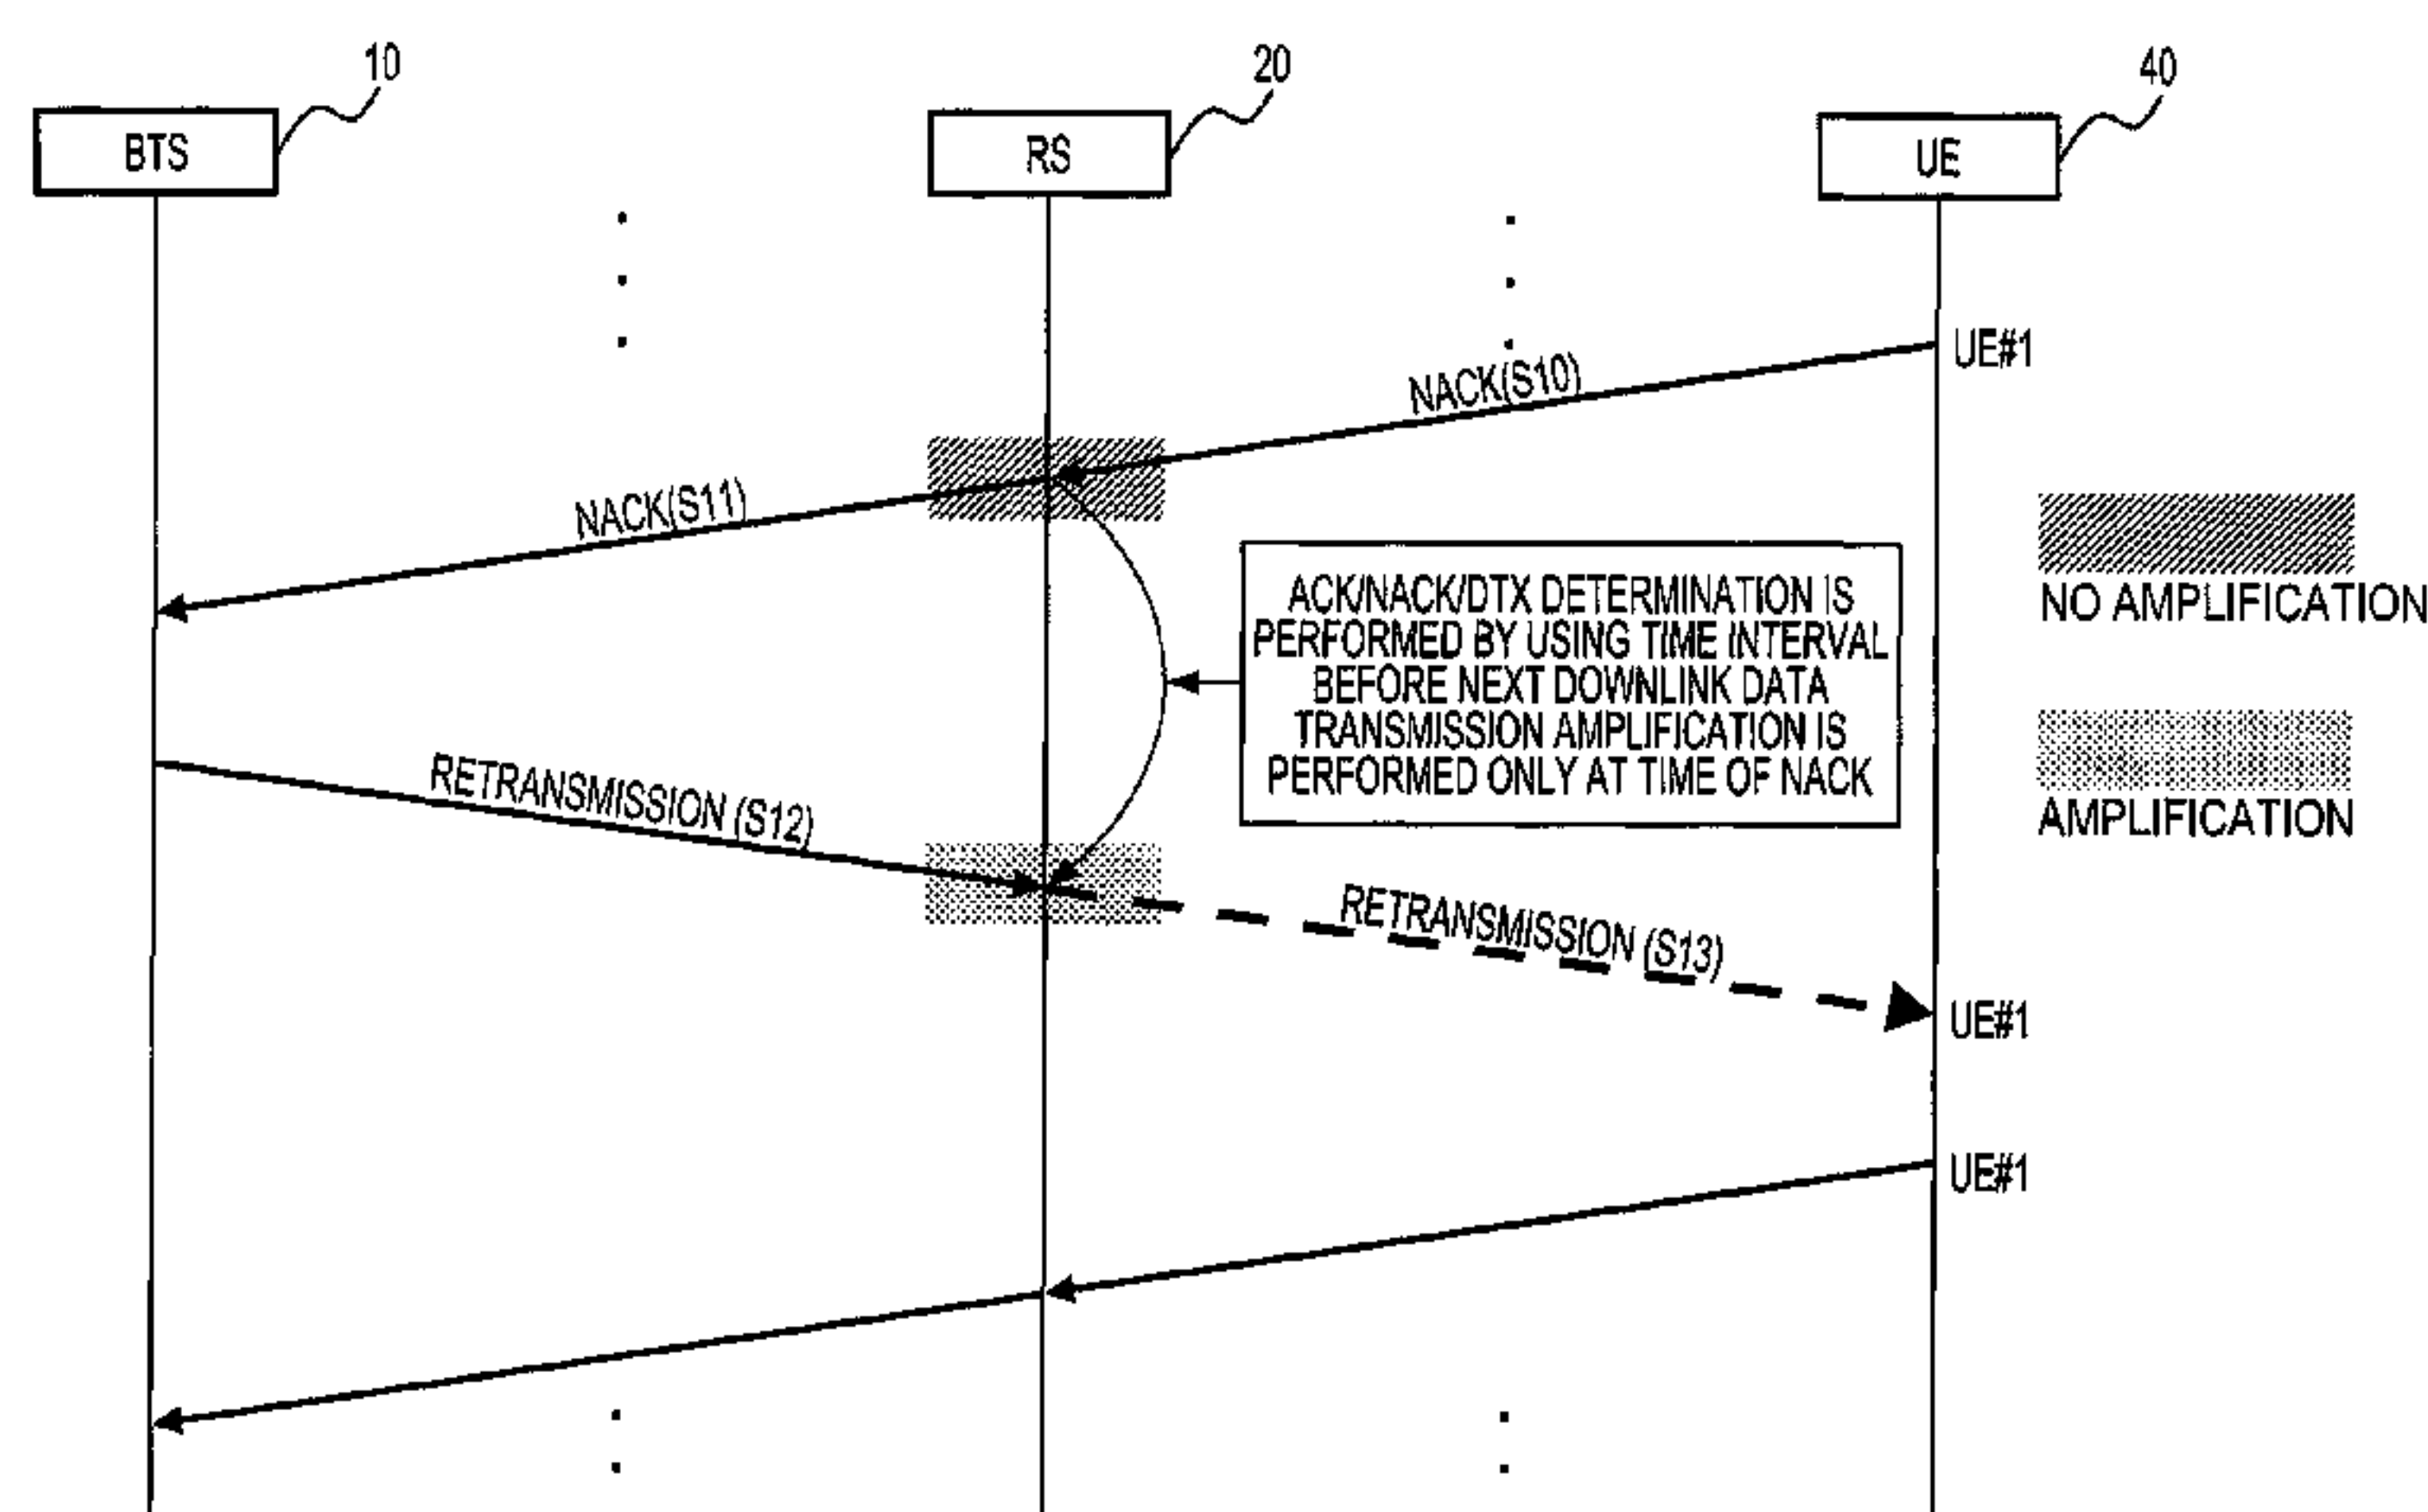 10
20
40
BTS
RS
UE
UE#1
NACK(S10)
NACK(S11)
NO AMPLIFICATION
ACK/NACK/DTX DETERMINATION IS
PERFORMED BY USING TIME INTERVAL
BEFORE NEXT DOWNLINK DATA
TRANSMISSION AMPLIFICATION IS
PERFORMED ONLY AT TIME OF NACK
AMPLIFICATION
RETRANSMISSION (S12)
RETRANSMISSION (S13)
UE#1
UE#1